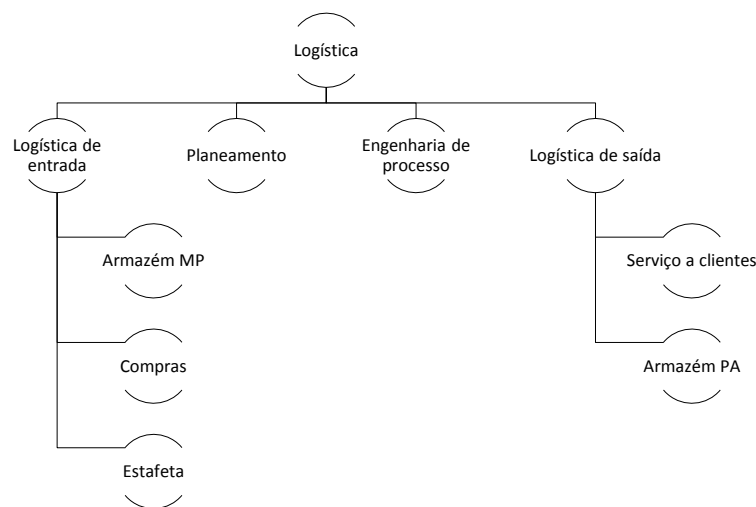 Logística
Logística de
entrada
Planeamento
Engenharia de
processo
Logística de saída
Armazém MP
Compras
Estafeta
Serviço a clientes
Armazém PA